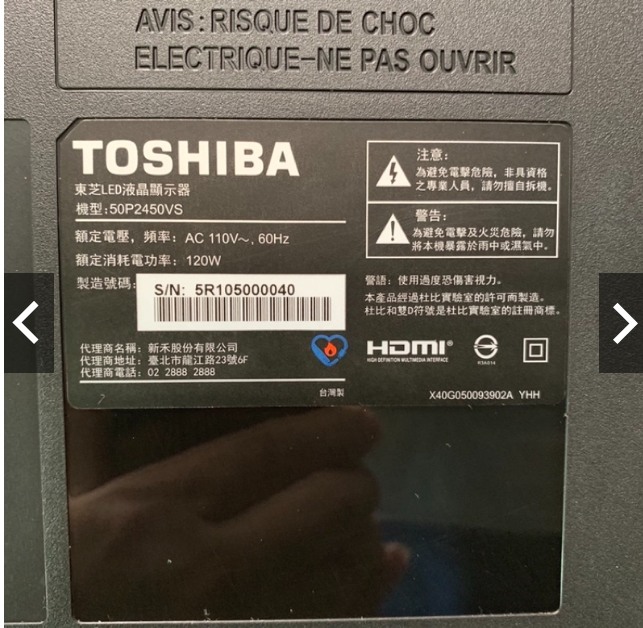 AVIS: RISQUE DE CHOC
ELECTRIQUE-NE PAS OUVRIR
TOSHIBA
東芝LED液晶顯示器
機型:50P2450VS
額定電壓, 頻率: AC 110V~, 60Hz
額定消耗電功率: 120W
製造號碼:
S/N: 5R105000040
代理商名稱: 新禾股份有限公司
代理商地址: 臺北市龍江路23號6F
代理商電話: 02 2888 2888
台灣製
注意:
為避免電擊危險, 非具資格
之專業人員, 請勿擅自拆機。
警告:
為避免電擊及火災危險, 請勿
將本機暴露於雨中或濕氣中。
警語: 使用過度恐傷害視力。
本產品經過杜比實驗室的許可而製造。
杜比和雙D符號是杜比實驗室的註冊商標。
HDMI®
HIGH DEFINITION MULTIMEDIA INTERFACE
X40G050093902A YHH